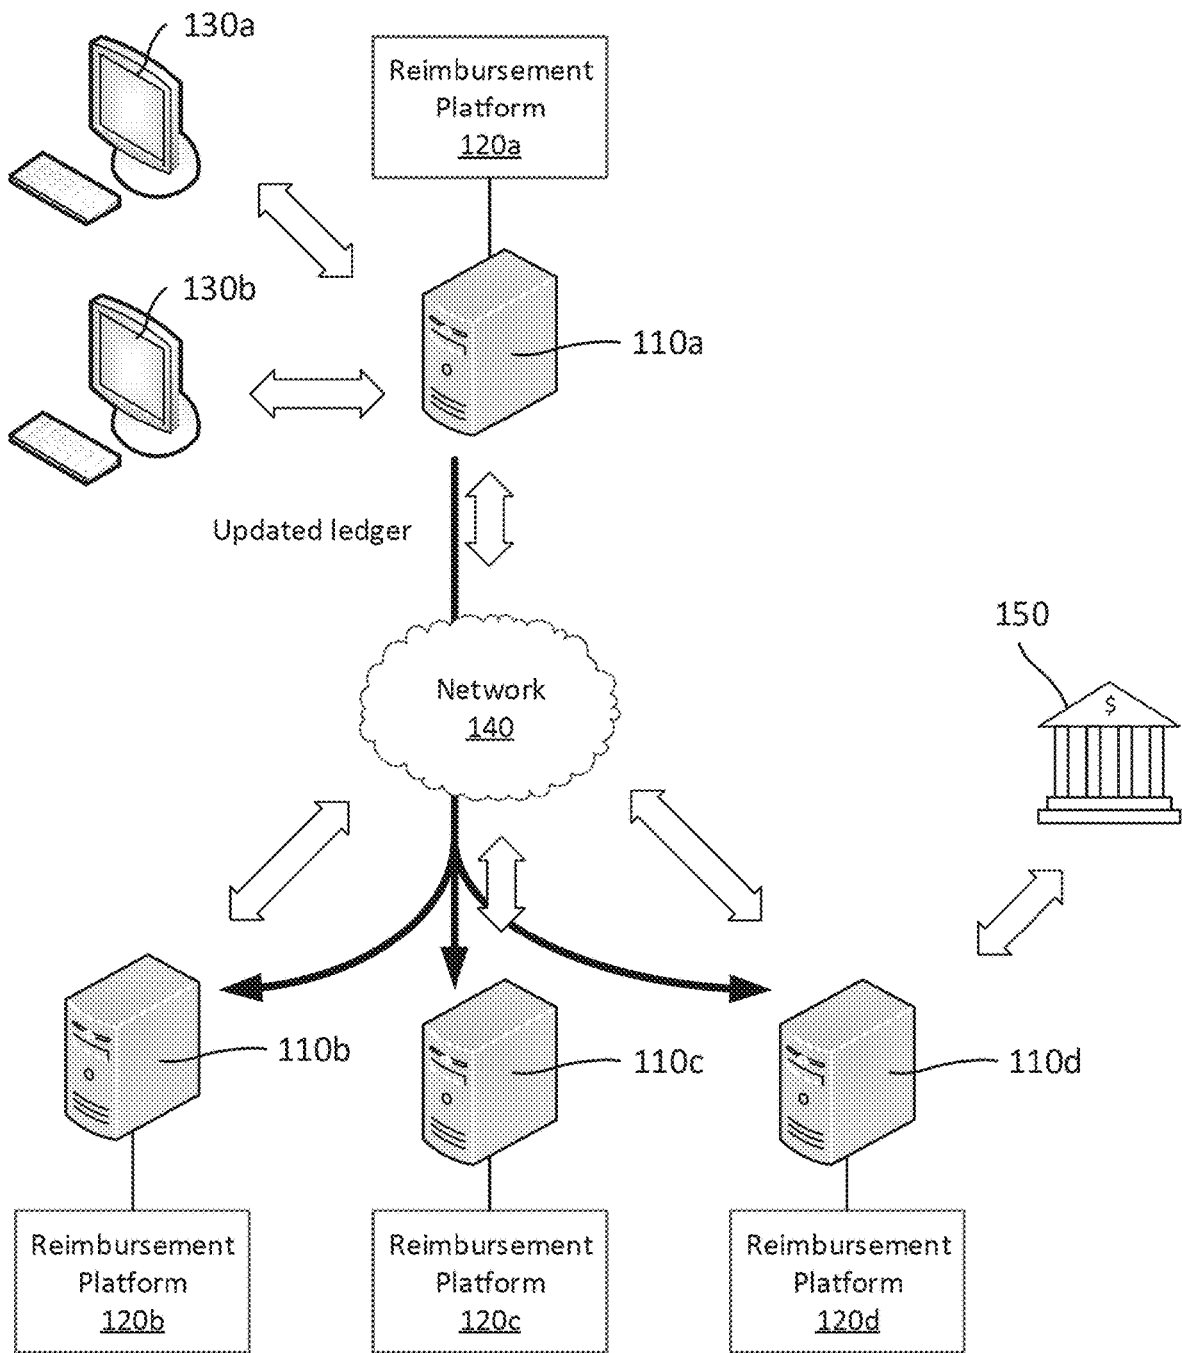 130a
Reimbursement
Platform
120a
130b
110a
Updated ledger
150
$
Network
140
110b
110c
110d
Reimbursement
Platform
120b
Reimbursement
Platform
120c
Reimbursement
Platform
120d